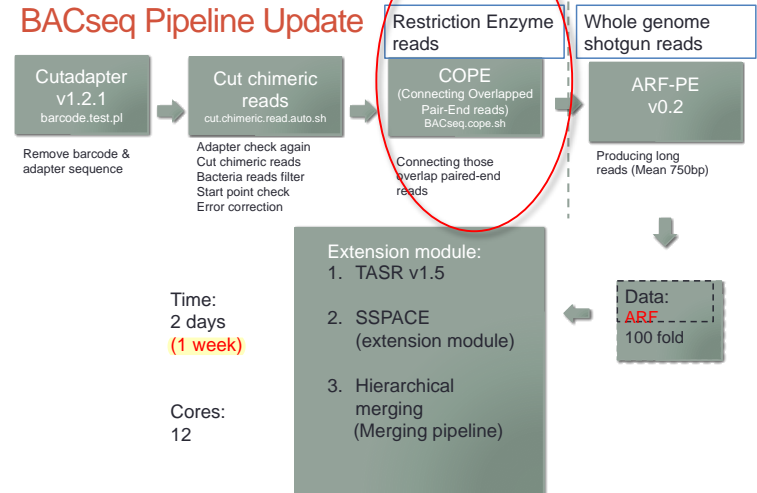 BACseq Pipeline Update
Restriction Enzyme
reads
Whole genome
shotgun reads
Cutadapter
v1.2.1
barcode.test.pl
Cut chimeric
reads
cut.chimeric.read.auto.sh
COPE
(Connecting Overlapped
Pair-End reads)
BACseq.cope.sh
ARF-PE
v0.2
Remove barcode &
adapter sequence
Adapter check again
Cut chimeric reads
Bacteria reads filter
Start point check
Error correction
Connecting those
overlap paired-end
reads
Producing long
reads (Mean 750bp)
Extension module:
1. TASR v1.5
2. SSPACE
(extension module)
3. Hierarchical
merging
(Merging pipeline)
Time:
2 days
(1 week)
Cores:
12
Data:
ARF
100 fold